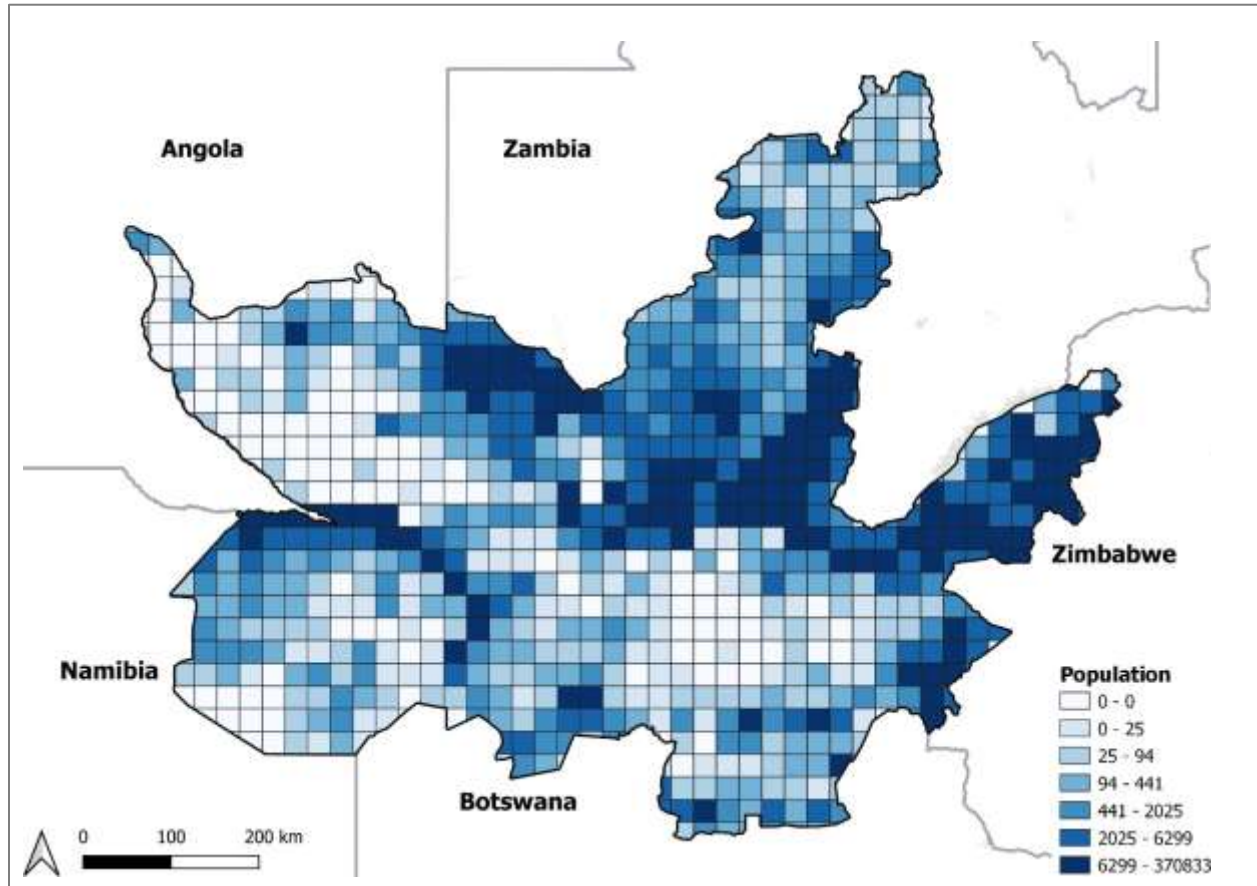 Angola
Zambia
Zimbabwe
Namibia
Botswana
Population
0 - 0
0 - 25
25 - 94
94 - 441
441 - 2025
2025 - 6299
6299 - 370833
0 100 200 km